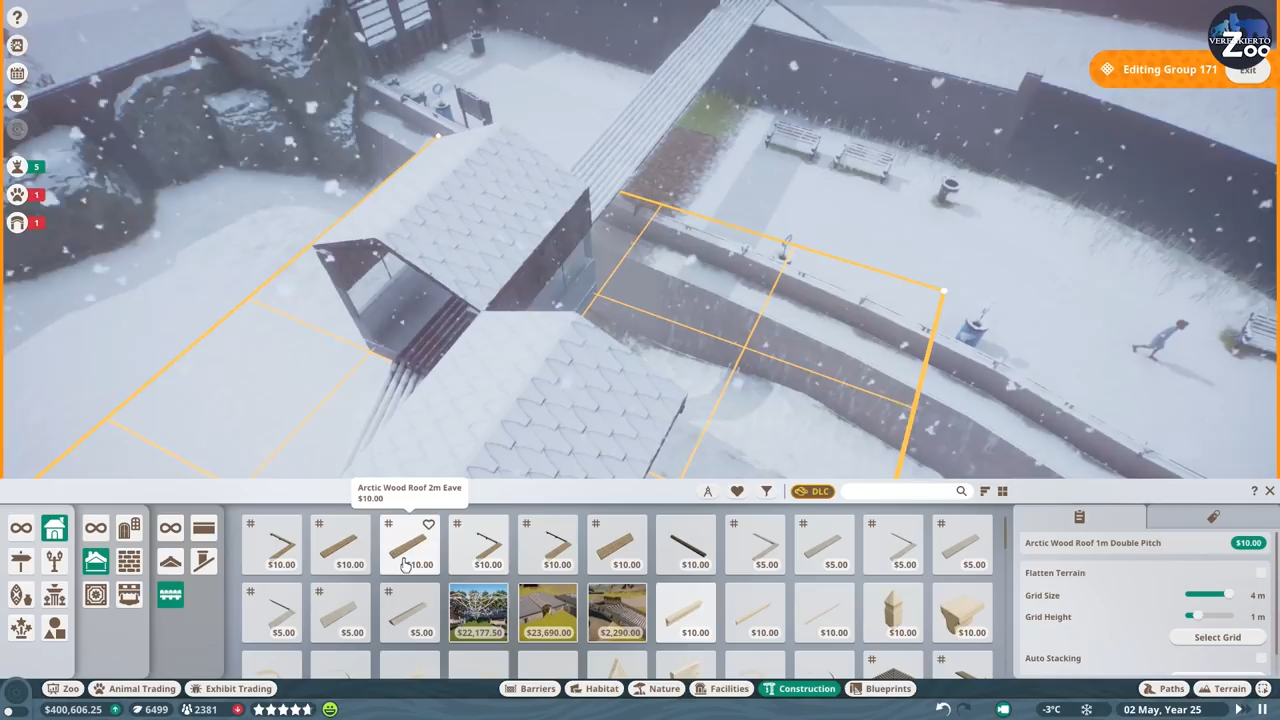 ?
VEREKKIERTO
Zoo
Editing Group 171
Exit
5
1
1
Arctic Wood Roof 2m Eave
$10.00
DLC
?
# $10.00
# $10.00
# $10.00
# $10.00
# $10.00
# $10.00
$10.00
# $5.00
# $5.00
# $5.00
# $5.00
# $5.00
# $5.00
# $5.00
$22,177.50
$23,690.00
$2,290.00
$10.00
$10.00
$10.00
$10.00
$10.00
#
#
Arctic Wood Roof 1m Double Pitch
$10.00
Flatten Terrain
Grid Size
4 m
Grid Height
1 m
Select Grid
Auto Stacking
Zoo
Animal Trading
Exhibit Trading
Barriers
Habitat
Nature
Facilities
Construction
Blueprints
Paths
Terrain
$400,606.25
6499
2381
-3°C
02 May, Year 25